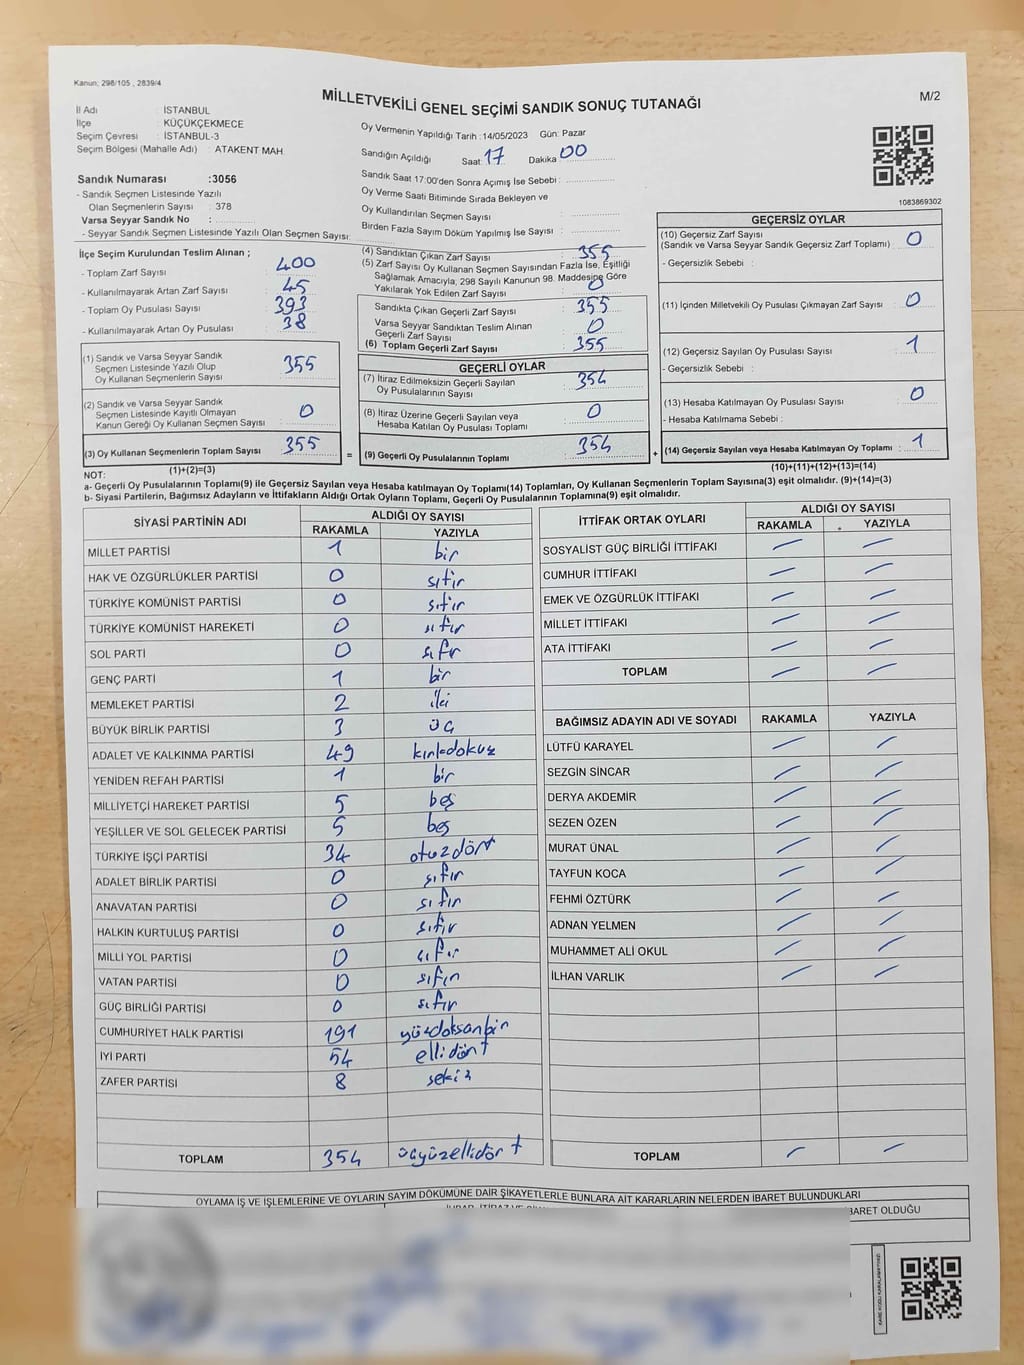 Kanun; 298/105 , 2839/4
MİLLETVEKİLİ GENEL SEÇİMİ SANDIK SONUÇ TUTANAĞI
M/2
İl Adı : İSTANBUL
İlçe : KÜÇÜKÇEKMECE
Seçim Çevresi : İSTANBUL-3
Seçim Bölgesi (Mahalle Adı) : ATAKENT MAH.
Oy Vermenin Yapıldığı Tarih :14/05/2023 Gün: Pazar
Sandığın Açıldığı Saat: 17 Dakika: 00
Sandık Saat 17:00'den Sonra Açımış İse Sebebi :
Oy Verme Saati Bitiminde Sırada Bekleyen ve
Oy Kullandırılan Seçmen Sayısı :
Birden Fazla Sayım Döküm Yapılmış İse Sayısı :
1083869302
Sandık Numarası :3056
- Sandık Seçmen Listesinde Yazılı
Olan Seçmenlerin Sayısı : 378
Varsa Seyyar Sandık No :
- Seyyar Sandık Seçmen Listesinde Yazılı Olan Seçmen Sayısı:
İlçe Seçim Kurulundan Teslim Alınan ;
- Toplam Zarf Sayısı : 400
- Kullanılmayarak Artan Zarf Sayısı : 45
- Toplam Oy Pusulası Sayısı : 393
- Kullanılmayarak Artan Oy Pusulası : 38
(1) Sandık ve Varsa Seyyar Sandık
Seçmen Listesinde Yazılı Olup
Oy Kullanan Seçmenlerin Sayısı : 355
(2) Sandık ve Varsa Seyyar Sandık
Seçmen Listesinde Kayıtlı Olmayan
Kanun Gereği Oy Kullanan Seçmen Sayısı : 0
(3) Oy Kullanan Seçmenlerin Toplam Sayısı : 355
(1)+(2)=(3)
(4) Sandıktan Çıkan Zarf Sayısı : 355
(5) Zarf Sayısı Oy Kullanan Seçmen Sayısından Fazla İse, Eşitliği
Sağlamak Amacıyla, 298 Sayılı Kanunun 98. Maddesine Göre
Yakılarak Yok Edilen Zarf Sayısı : 0
Sandıkta Çıkan Geçerli Zarf Sayısı : 355
Varsa Seyyar Sandıktan Teslim Alınan
Geçerli Zarf Sayısı : 0
(6) Toplam Geçerli Zarf Sayısı : 355
GEÇERLİ OYLAR
(7) İtiraz Edilmeksizin Geçerli Sayılan
Oy Pusulalarının Sayısı : 354
(8) İtiraz Üzerine Geçerli Sayılan veya
Hesaba Katılan Oy Pusulası Toplamı : 0
= (9) Geçerli Oy Pusulalarının Toplamı : 354 +
GEÇERSİZ OYLAR
(10) Geçersiz Zarf Sayısı
(Sandık ve Varsa Seyyar Sandık Geçersiz Zarf Toplamı) : 0
- Geçersizlik Sebebi :
(11) İçinden Milletvekili Oy Pusulası Çıkmayan Zarf Sayısı : 0
(12) Geçersiz Sayılan Oy Pusulası Sayısı : 1
- Geçersizlik Sebebi :
(13) Hesaba Katılmayan Oy Pusulası Sayısı : 0
- Hesaba Katılmama Sebebi :
(14) Geçersiz Sayılan veya Hesaba Katılmayan Oy Toplamı : 1
(10)+(11)+(12)+(13)=(14)
NOT:
a- Geçerli Oy Pusulalarının Toplamı(9) ile Geçersiz Sayılan veya Hesaba katılmayan Oy Toplamı(14) Toplamları, Oy Kullanan Seçmenlerin Toplam Sayısına(3) eşit olmalıdır. (9)+(14)=(3)
b- Siyasi Partilerin, Bağımsız Adayların ve İttifakların Aldığı Ortak Oyların Toplamı, Geçerli Oy Pusulalarının Toplamına(9) eşit olmalıdır.
SİYASİ PARTİNİN ADI ALDIĞI OY SAYISI
RAKAMLA YAZIYLA
MİLLET PARTİSİ 1 bir
HAK VE ÖZGÜRLÜKLER PARTİSİ 0 sıfır
TÜRKİYE KOMÜNİST PARTİSİ 0 sıfır
TÜRKİYE KOMÜNİST HAREKETİ 0 sıfır
SOL PARTİ 0 sıfr
GENÇ PARTİ 1 bir
MEMLEKET PARTİSİ 2 iki
BÜYÜK BİRLİK PARTİSİ 3 üç
ADALET VE KALKINMA PARTİSİ 49 kırkdokuz
YENİDEN REFAH PARTİSİ 1 bir
MİLLİYETÇİ HAREKET PARTİSİ 5 beş
YEŞİLLER VE SOL GELECEK PARTİSİ 5 beş
TÜRKİYE İŞÇİ PARTİSİ 34 otuzdört
ADALET BİRLİK PARTİSİ 0 sıfır
ANAVATAN PARTİSİ 0 sıfır
HALKIN KURTULUŞ PARTİSİ 0 sıfır
MİLLİ YOL PARTİSİ 0 sıfır
VATAN PARTİSİ 0 sıfır
GÜÇ BİRLİĞİ PARTİSİ 0 sıfır
CUMHURİYET HALK PARTİSİ 191 yüzdoksanbir
İYİ PARTİ 54 ellidört
ZAFER PARTİSİ 8 sekiz
TOPLAM 354 üçyüzellidört
İTTİFAK ORTAK OYLARI ALDIĞI OY SAYISI
RAKAMLA YAZIYLA
SOSYALİST GÜÇ BİRLİĞİ İTTİFAKI — —
CUMHUR İTTİFAKI — —
EMEK VE ÖZGÜRLÜK İTTİFAKI — —
MİLLET İTTİFAKI — —
ATA İTTİFAKI — —
TOPLAM — —
BAĞIMSIZ ADAYIN ADI VE SOYADI RAKAMLA YAZIYLA
LÜTFÜ KARAYEL — —
SEZGİN SİNCAR — —
DERYA AKDEMİR — —
SEZEN ÖZEN — —
MURAT ÜNAL — —
TAYFUN KOCA — —
FEHMİ ÖZTÜRK — —
ADNAN YELMEN — —
MUHAMMET ALİ OKUL — —
İLHAN VARLIK — —
TOPLAM — —
OYLAMA İŞ VE İŞLEMLERİNE VE OYLARIN SAYIM DÖKÜMÜNE DAİR ŞİKAYETLERLE BUNLARA AİT KARARLARIN NELERDEN İBARET BULUNDUKLARI
BARET OLDUĞU
KARE KODU KARALAMAYINIZ!